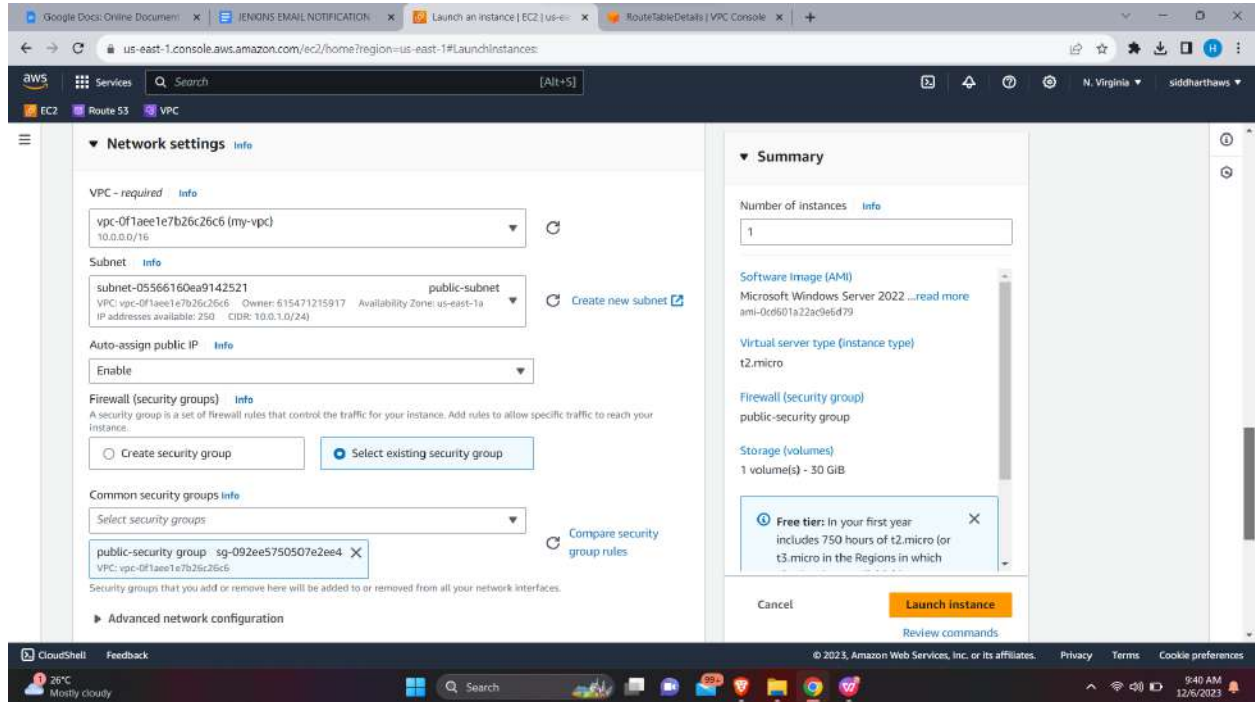 Google Docs: Online Document
JENKINS EMAIL NOTIFICATION
Launch an instance | EC2 | us-e
RouteTableDetails | VPC Console
us-east-1.console.aws.amazon.com/ec2/home?region=us-east-1#LaunchInstances:
H
aws
Services
Search
[Alt+S]
N. Virginia
siddharthaws
EC2
Route 53
VPC
Network settings Info
VPC - required Info
vpc-0f1aee1e7b26c26c6 (my-vpc)
10.0.0.0/16
Subnet Info
subnet-05566160ea9142521 public-subnet
VPC: vpc-0f1aee1e7b26c26c6 Owner: 615471215917 Availability Zone: us-east-1a
IP addresses available: 250 CIDR: 10.0.1.0/24)
Create new subnet
Auto-assign public IP Info
Enable
Firewall (security groups) Info
A security group is a set of firewall rules that control the traffic for your instance. Add rules to allow specific traffic to reach your
instance.
Create security group
Select existing security group
Common security groups Info
Select security groups
public-security group sg-092ee5750507e2ee4
VPC: vpc-0f1aee1e7b26c26c6
Compare security
group rules
Security groups that you add or remove here will be added to or removed from all your network interfaces.
Advanced network configuration
Summary
Number of instances Info
1
Software Image (AMI)
Microsoft Windows Server 2022 ...read more
ami-0cd601a22ac9e6d79
Virtual server type (instance type)
t2.micro
Firewall (security group)
public-security group
Storage (volumes)
1 volume(s) - 30 GiB
Free tier: In your first year
includes 750 hours of t2.micro (or
t3.micro in the Regions in which
Cancel
Launch instance
Review commands
CloudShell
Feedback
© 2023, Amazon Web Services, Inc. or its affiliates.
Privacy
Terms
Cookie preferences
26°C
Mostly cloudy
Search
99+
9:40 AM
12/6/2023